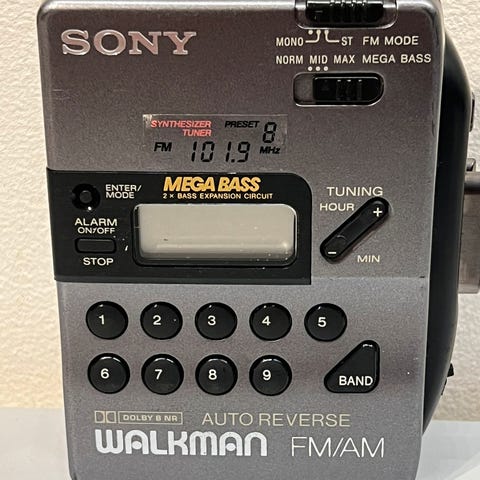 SONY
MONO ST FM MODE
NORM MID MAX MEGA BASS
SYNTHESIZER TUNER
PRESET 8
FM 101.9 MHz
ENTER/MODE
MEGA BASS
2 × BASS EXPANSION CIRCUIT
TUNING
HOUR +
- MIN
ALARM ON/OFF
STOP
1 2 3 4 5
6 7 8 9
BAND
DOLBY B NR AUTO REVERSE
WALKMAN FM/AM